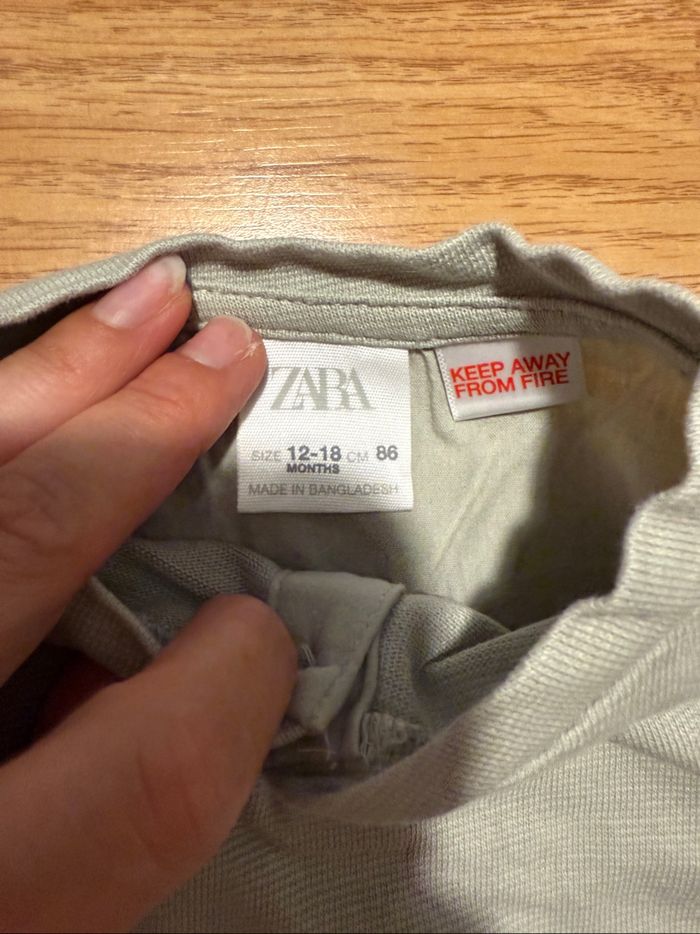 ZARA
SIZE 12-18 CM 86
MONTHS
MADE IN BANGLADESH
KEEP AWAY
FROM FIRE